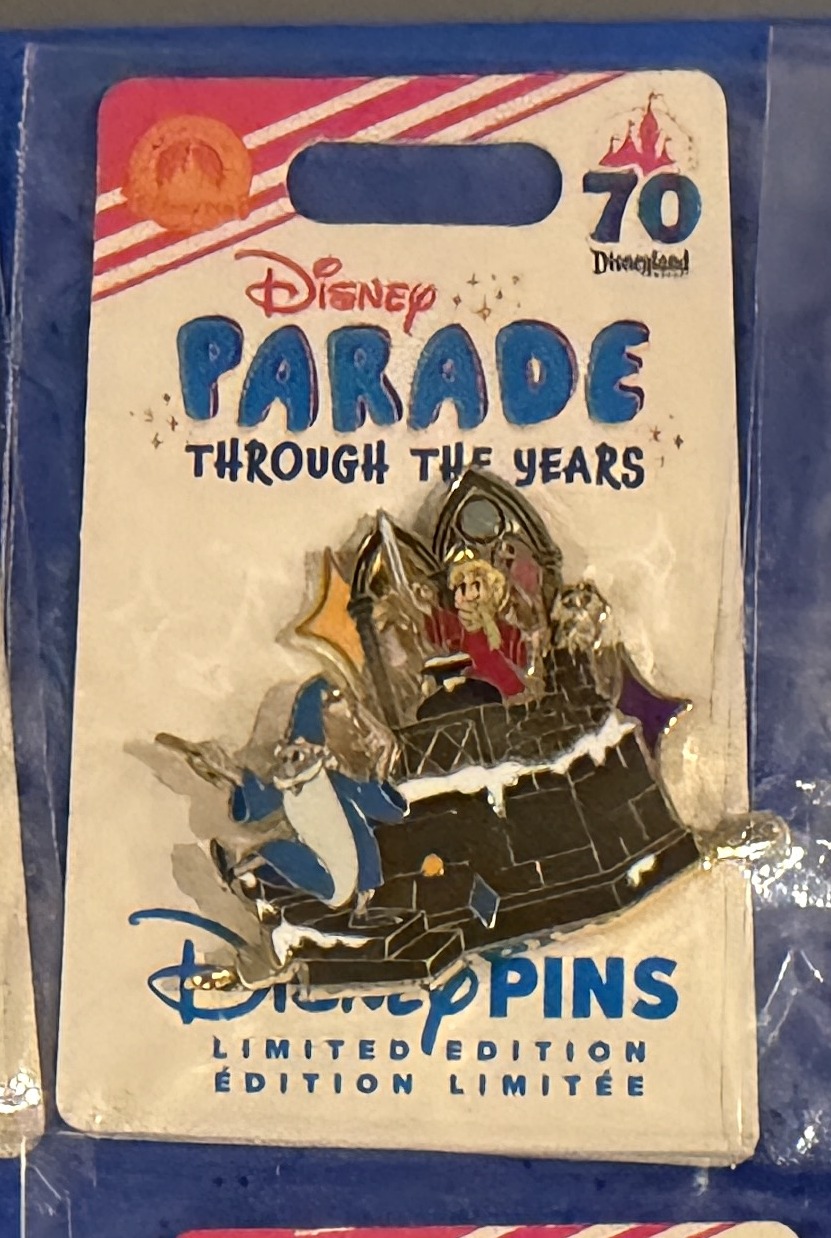 70
Disneyland
Disney
PARADE
THROUGH THE YEARS
Disney PINS
LIMITED EDITION
ÉDITION LIMITÉE